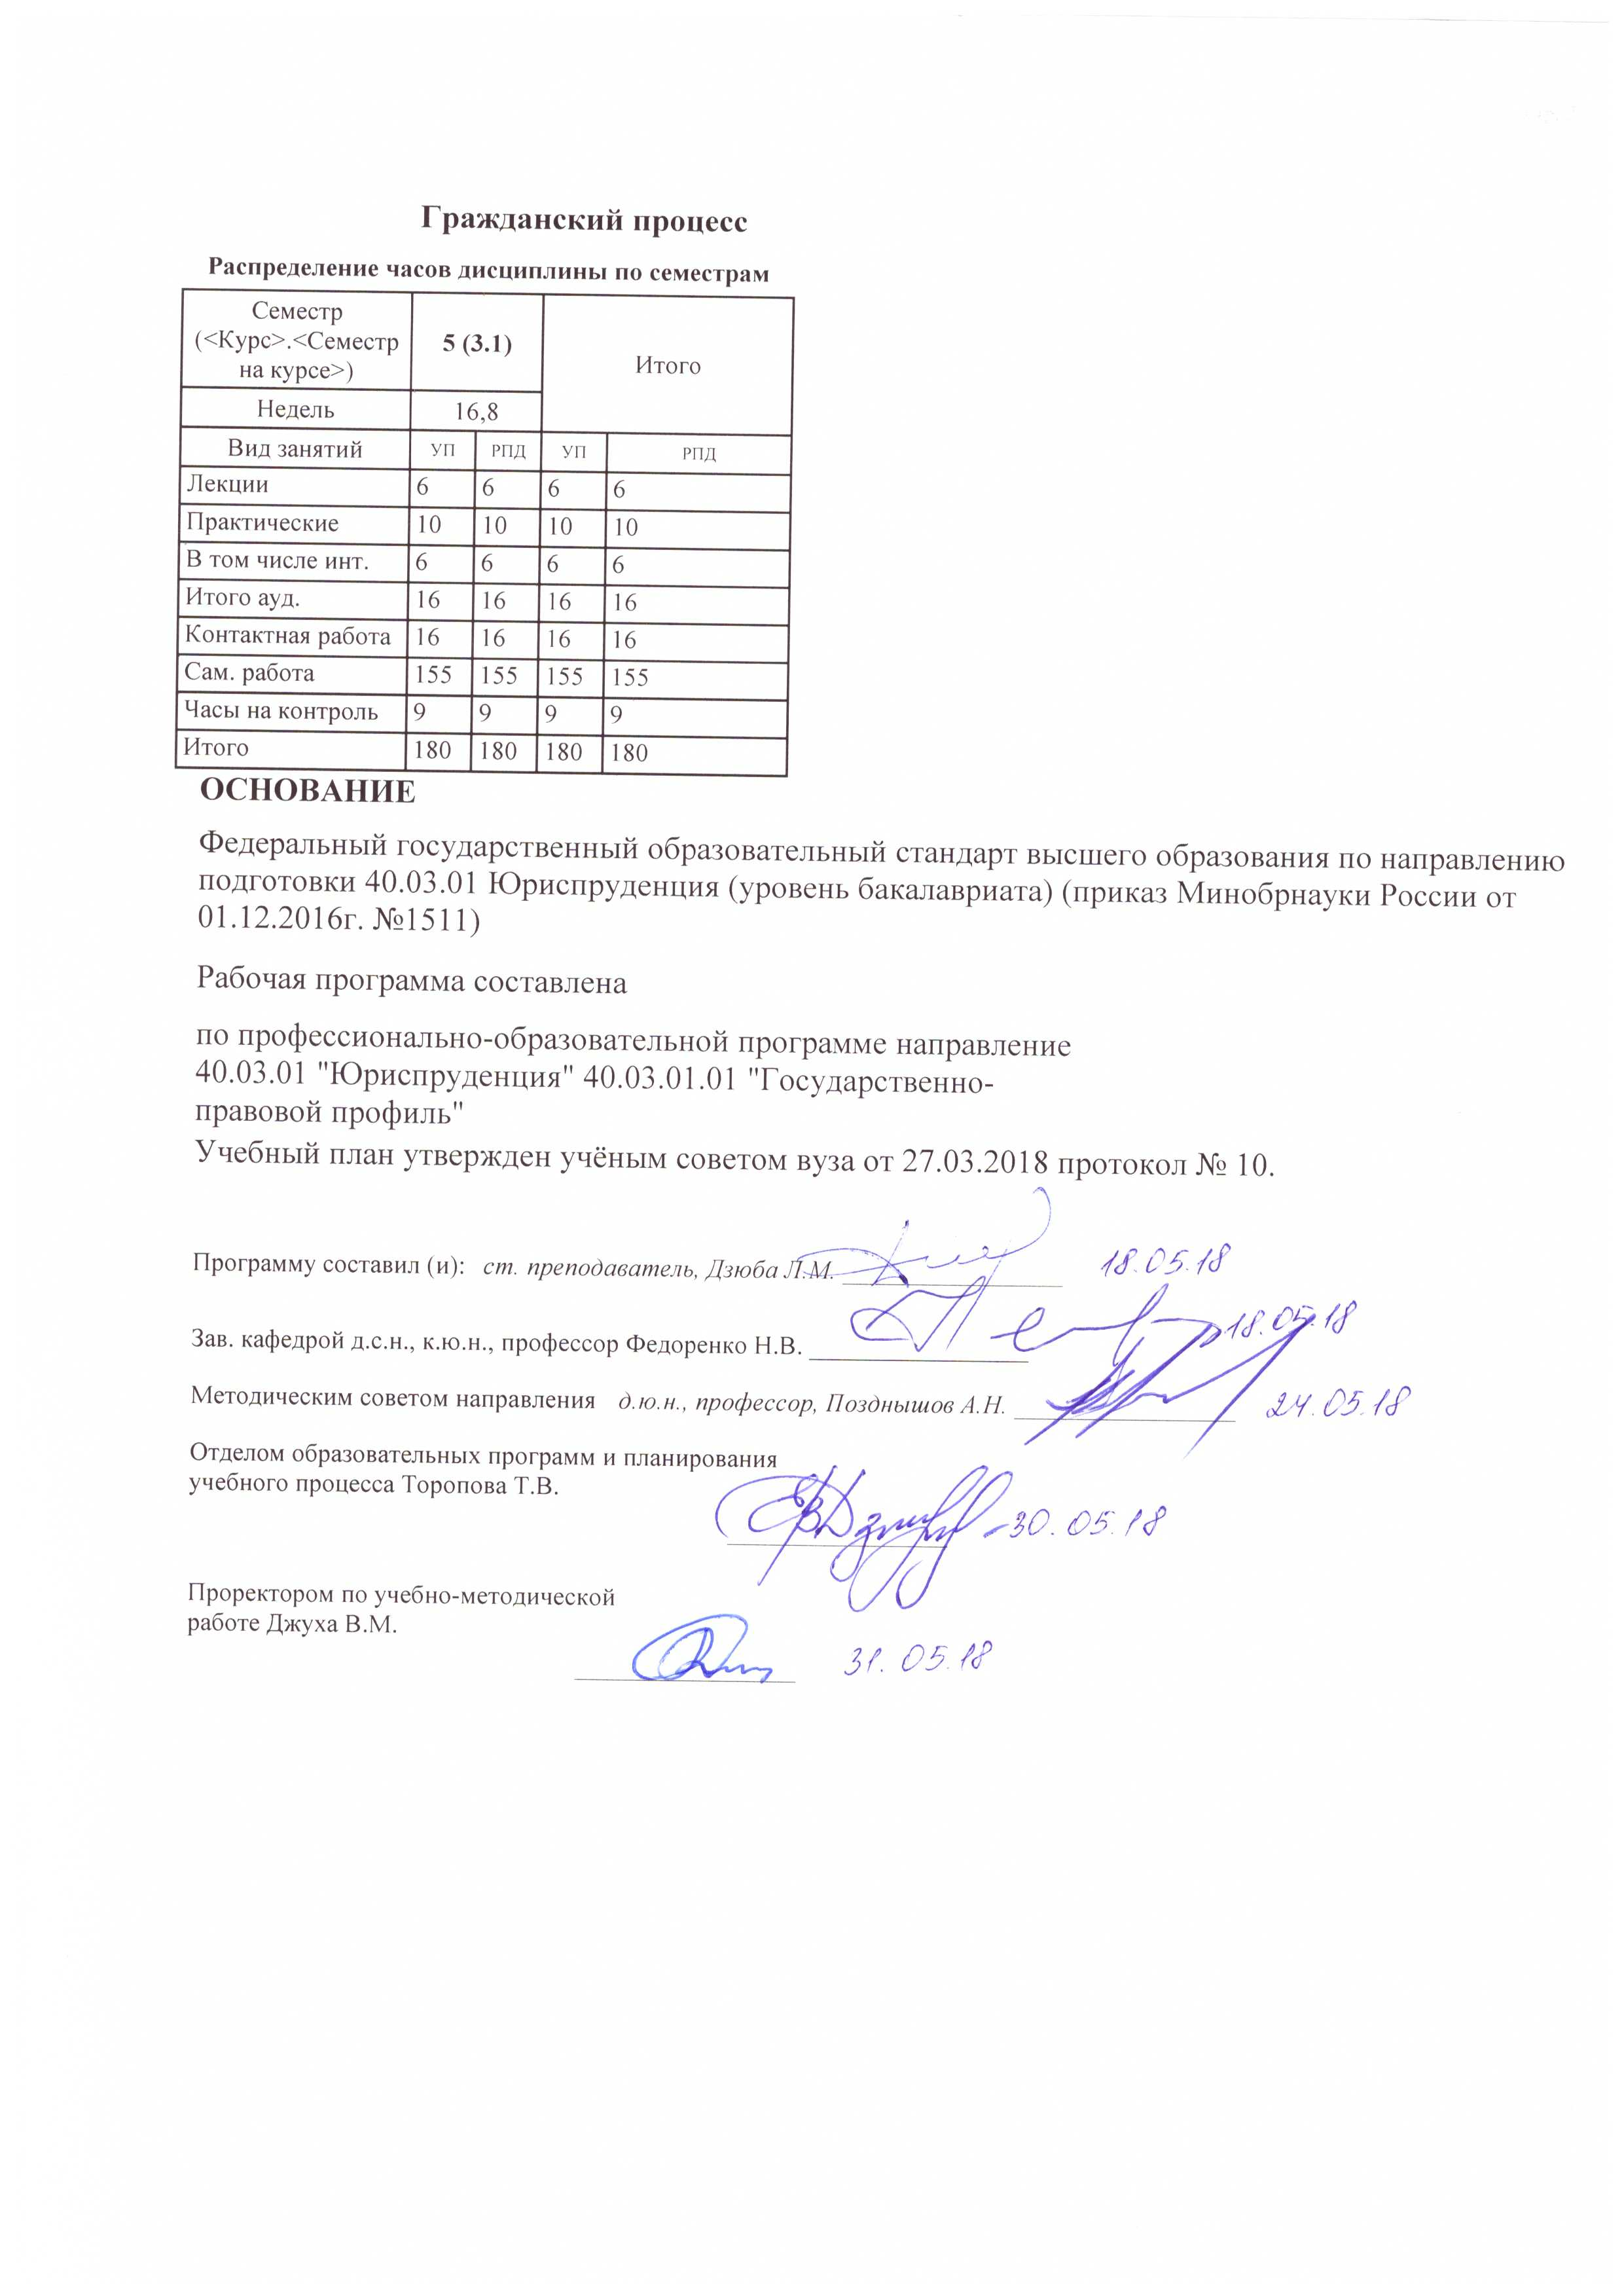 Гражданский процесс
Распределение часов дисциплины по семестрам
Семестр (<Курс>.<Семестр на курсе>) 5 (3.1) Итого
Недель 16,8
Вид занятий УП РПД УП РПД
Лекции 6 6 6 6
Практические 10 10 10 10
В том числе инт. 6 6 6 6
Итого ауд. 16 16 16 16
Контактная работа 16 16 16 16
Сам. работа 155 155 155 155
Часы на контроль 9 9 9 9
Итого 180 180 180 180
ОСНОВАНИЕ
Федеральный государственный образовательный стандарт высшего образования по направлению
подготовки 40.03.01 Юриспруденция (уровень бакалавриата) (приказ Минобрнауки России от
01.12.2016г. №1511)
Рабочая программа составлена
по профессионально-образовательной программе направление
40.03.01 "Юриспруденция" 40.03.01.01 "Государственно-
правовой профиль"
Учебный план утвержден учёным советом вуза от 27.03.2018 протокол № 10.
Программу составил (и): ст. преподаватель, Дзюба Л.М. 18.05.18
Зав. кафедрой д.с.н., к.ю.н., профессор Федоренко Н.В. 18.05.18
Методическим советом направления д.ю.н., профессор, Позднышов А.Н. 24.05.18
Отделом образовательных программ и планирования
учебного процесса Торопова Т.В.
30.05.18
Проректором по учебно-методической
работе Джуха В.М.
31.05.18